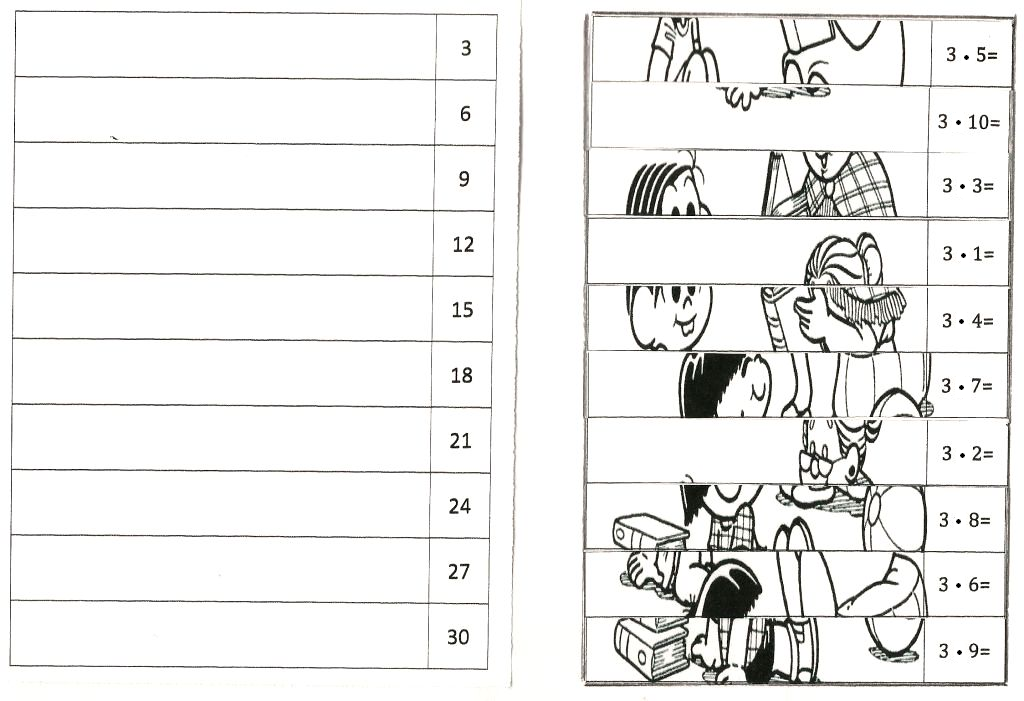 3
6
9
12
15
18
21
24
27
30
3 • 5=
3 • 10=
3 • 3=
3 • 1=
3 • 4=
3 • 7=
3 • 2=
3 • 8=
3 • 6=
3 • 9=